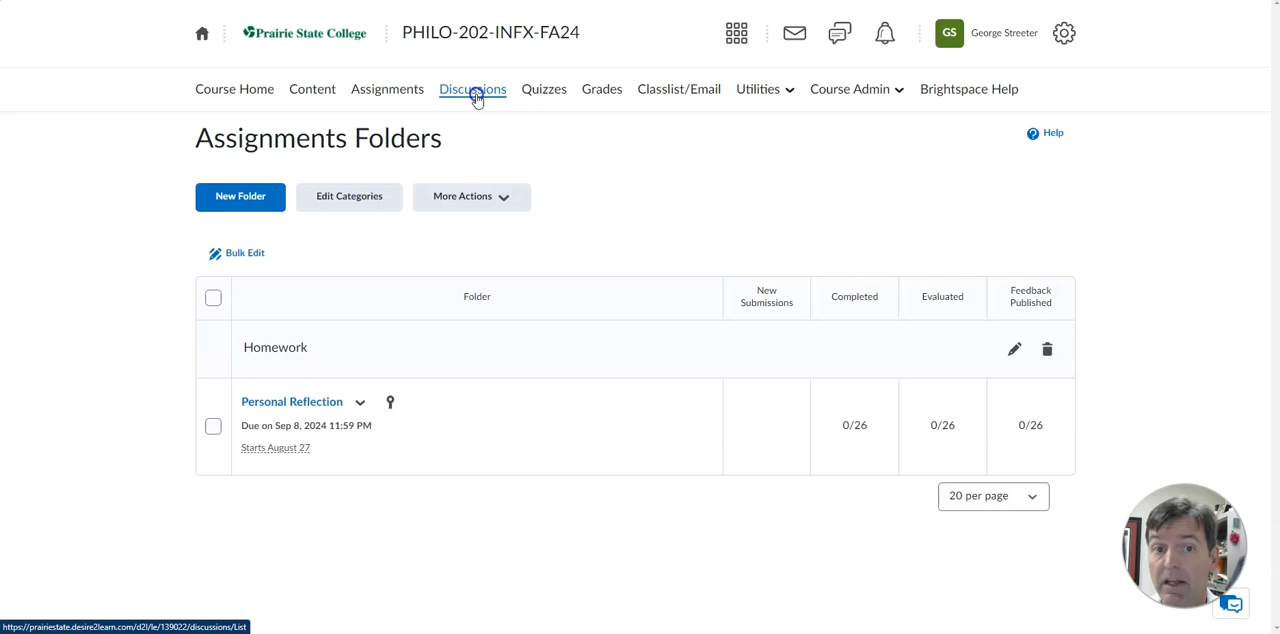 Prairie State College
PHILO-202-INFX-FA24
GS
George Streeter
Course Home
Content
Assignments
Discussions
Quizzes
Grades
Classlist/Email
Utilities
Course Admin
Brightspace Help
Assignments Folders
Help
New Folder
Edit Categories
More Actions
Bulk Edit
Folder
New
Submissions
Completed
Evaluated
Feedback
Published
Homework
Personal Reflection
Due on Sep 8, 2024 11:59 PM
Starts August 27
0/26
0/26
0/26
20 per page
https://prairiestate.desire2learn.com/d2l/le/139022/discussions/List